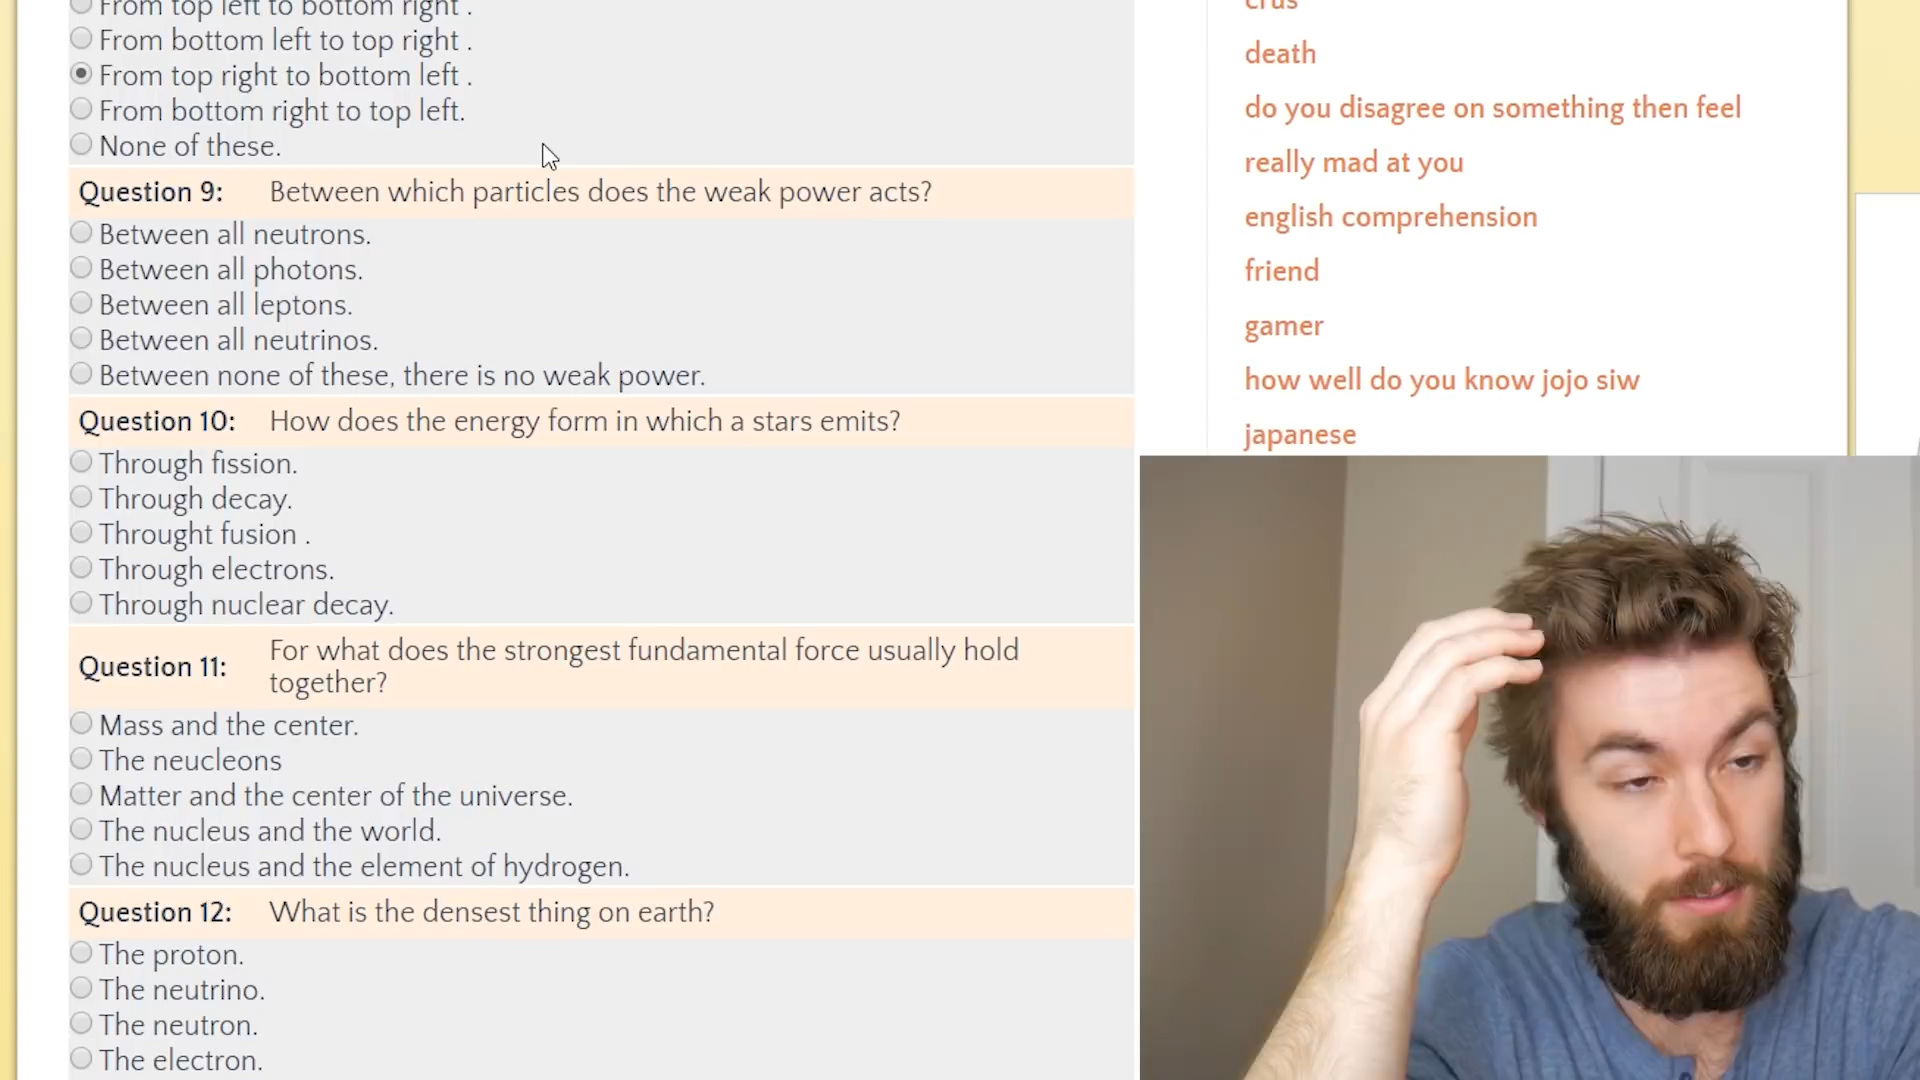 From top left to bottom right .
From bottom left to top right .
From top right to bottom left .
From bottom right to top left.
None of these.
Question 9: Between which particles does the weak power acts?
Between all neutrons.
Between all photons.
Between all leptons.
Between all neutrinos.
Between none of these, there is no weak power.
Question 10: How does the energy form in which a stars emits?
Through fission.
Through decay.
Throught fusion .
Through electrons.
Through nuclear decay.
Question 11: For what does the strongest fundamental force usually hold
together?
Mass and the center.
The neucleons
Matter and the center of the universe.
The nucleus and the world.
The nucleus and the element of hydrogen.
Question 12: What is the densest thing on earth?
The proton.
The neutrino.
The neutron.
The electron.
crus
death
do you disagree on something then feel
really mad at you
english comprehension
friend
gamer
how well do you know jojo siw
japanese